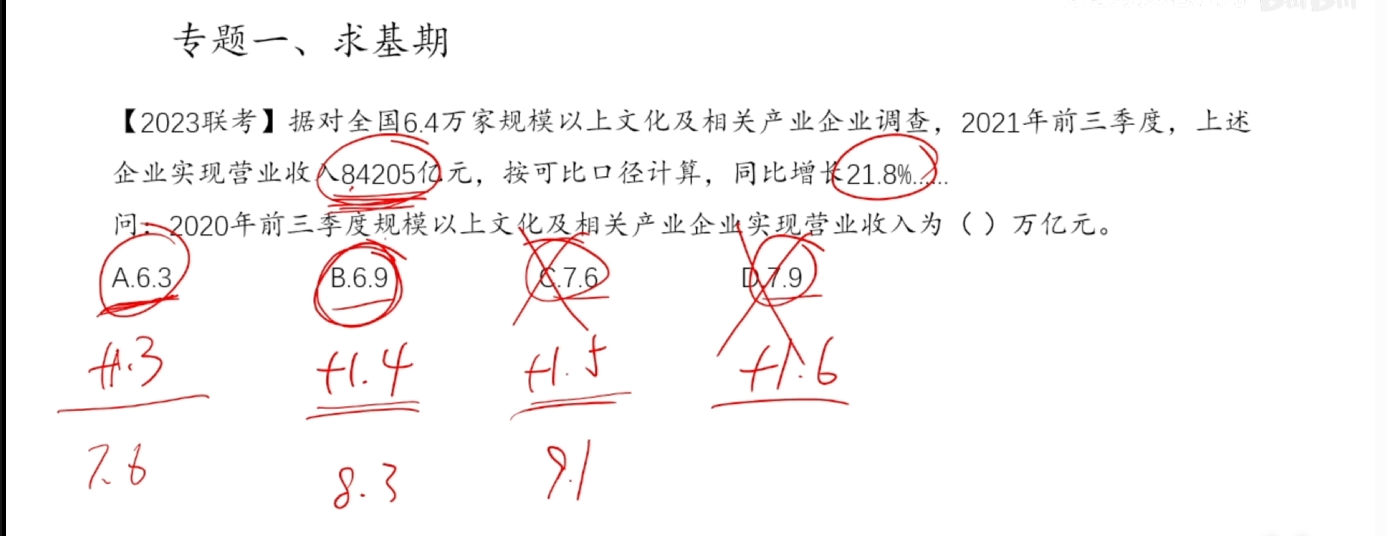 专题一、求基期
【2023联考】据对全国6.4万家规模以上文化及相关产业企业调查，2021年前三季度，上述
企业实现营业收入84205亿元，按可比口径计算，同比增长21.8%……
问：2020年前三季度规模以上文化及相关产业企业实现营业收入为（ ）万亿元。
A.6.3 B.6.9 C.7.6 D.7.9
+1.3 +1.4 +1.5 +1.6
7.6 8.3 9.1